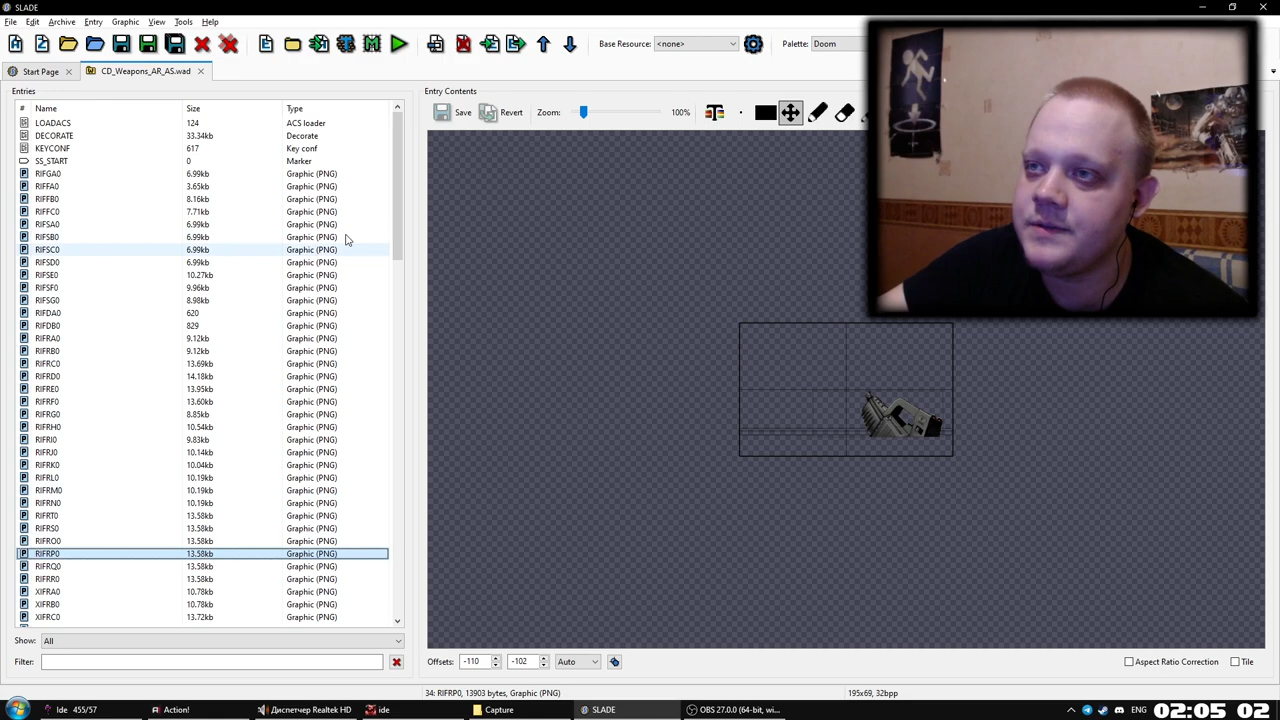 SLADE
File Edit Archive Entry View Graphic Tools Help
Base Resource: <none> Palette: Doom
Start Page CD_Weapons_AR_AS.wad
Entries
Entry Contents
Save Revert Zoom: 100%
# Name Size Type
LOADACS 124 ACS loader
DECORATE 33.34kb Decorate
KEYCONF 617 Key conf
SS_START 0 Marker
RIFGA0 6.99kb Graphic (PNG)
RIFFA0 3.65kb Graphic (PNG)
RIFFB0 8.16kb Graphic (PNG)
RIFFC0 7.71kb Graphic (PNG)
RIFSA0 6.99kb Graphic (PNG)
RIFSB0 6.99kb Graphic (PNG)
RIFSC0 6.99kb Graphic (PNG)
RIFSD0 6.99kb Graphic (PNG)
RIFSE0 10.27kb Graphic (PNG)
RIFSF0 9.96kb Graphic (PNG)
RIFSG0 8.98kb Graphic (PNG)
RIFDA0 620 Graphic (PNG)
RIFDB0 829 Graphic (PNG)
RIFRA0 9.12kb Graphic (PNG)
RIFRB0 9.12kb Graphic (PNG)
RIFRC0 13.69kb Graphic (PNG)
RIFRD0 14.18kb Graphic (PNG)
RIFRE0 13.95kb Graphic (PNG)
RIFRF0 13.60kb Graphic (PNG)
RIFRG0 8.85kb Graphic (PNG)
RIFRH0 10.54kb Graphic (PNG)
RIFRI0 9.83kb Graphic (PNG)
RIFRJ0 10.14kb Graphic (PNG)
RIFRK0 10.04kb Graphic (PNG)
RIFRL0 10.19kb Graphic (PNG)
RIFRM0 10.19kb Graphic (PNG)
RIFRN0 10.19kb Graphic (PNG)
RIFRT0 13.58kb Graphic (PNG)
RIFRS0 13.58kb Graphic (PNG)
RIFRO0 13.58kb Graphic (PNG)
RIFRP0 13.58kb Graphic (PNG)
RIFRQ0 13.58kb Graphic (PNG)
RIFRR0 13.58kb Graphic (PNG)
XIFRA0 10.78kb Graphic (PNG)
XIFRB0 10.78kb Graphic (PNG)
XIFRC0 13.72kb Graphic (PNG)
Show: All
Filter:
Offsets: -110 -102 Auto Aspect Ratio Correction Tile
34: RIFRP0, 13903 bytes, Graphic (PNG) 195x69, 32bpp
Ide 455/57 Action! Диспетчер Realtek HD ide Capture SLADE OBS 27.0.0 (64-bit, w... ENG 02:05 02